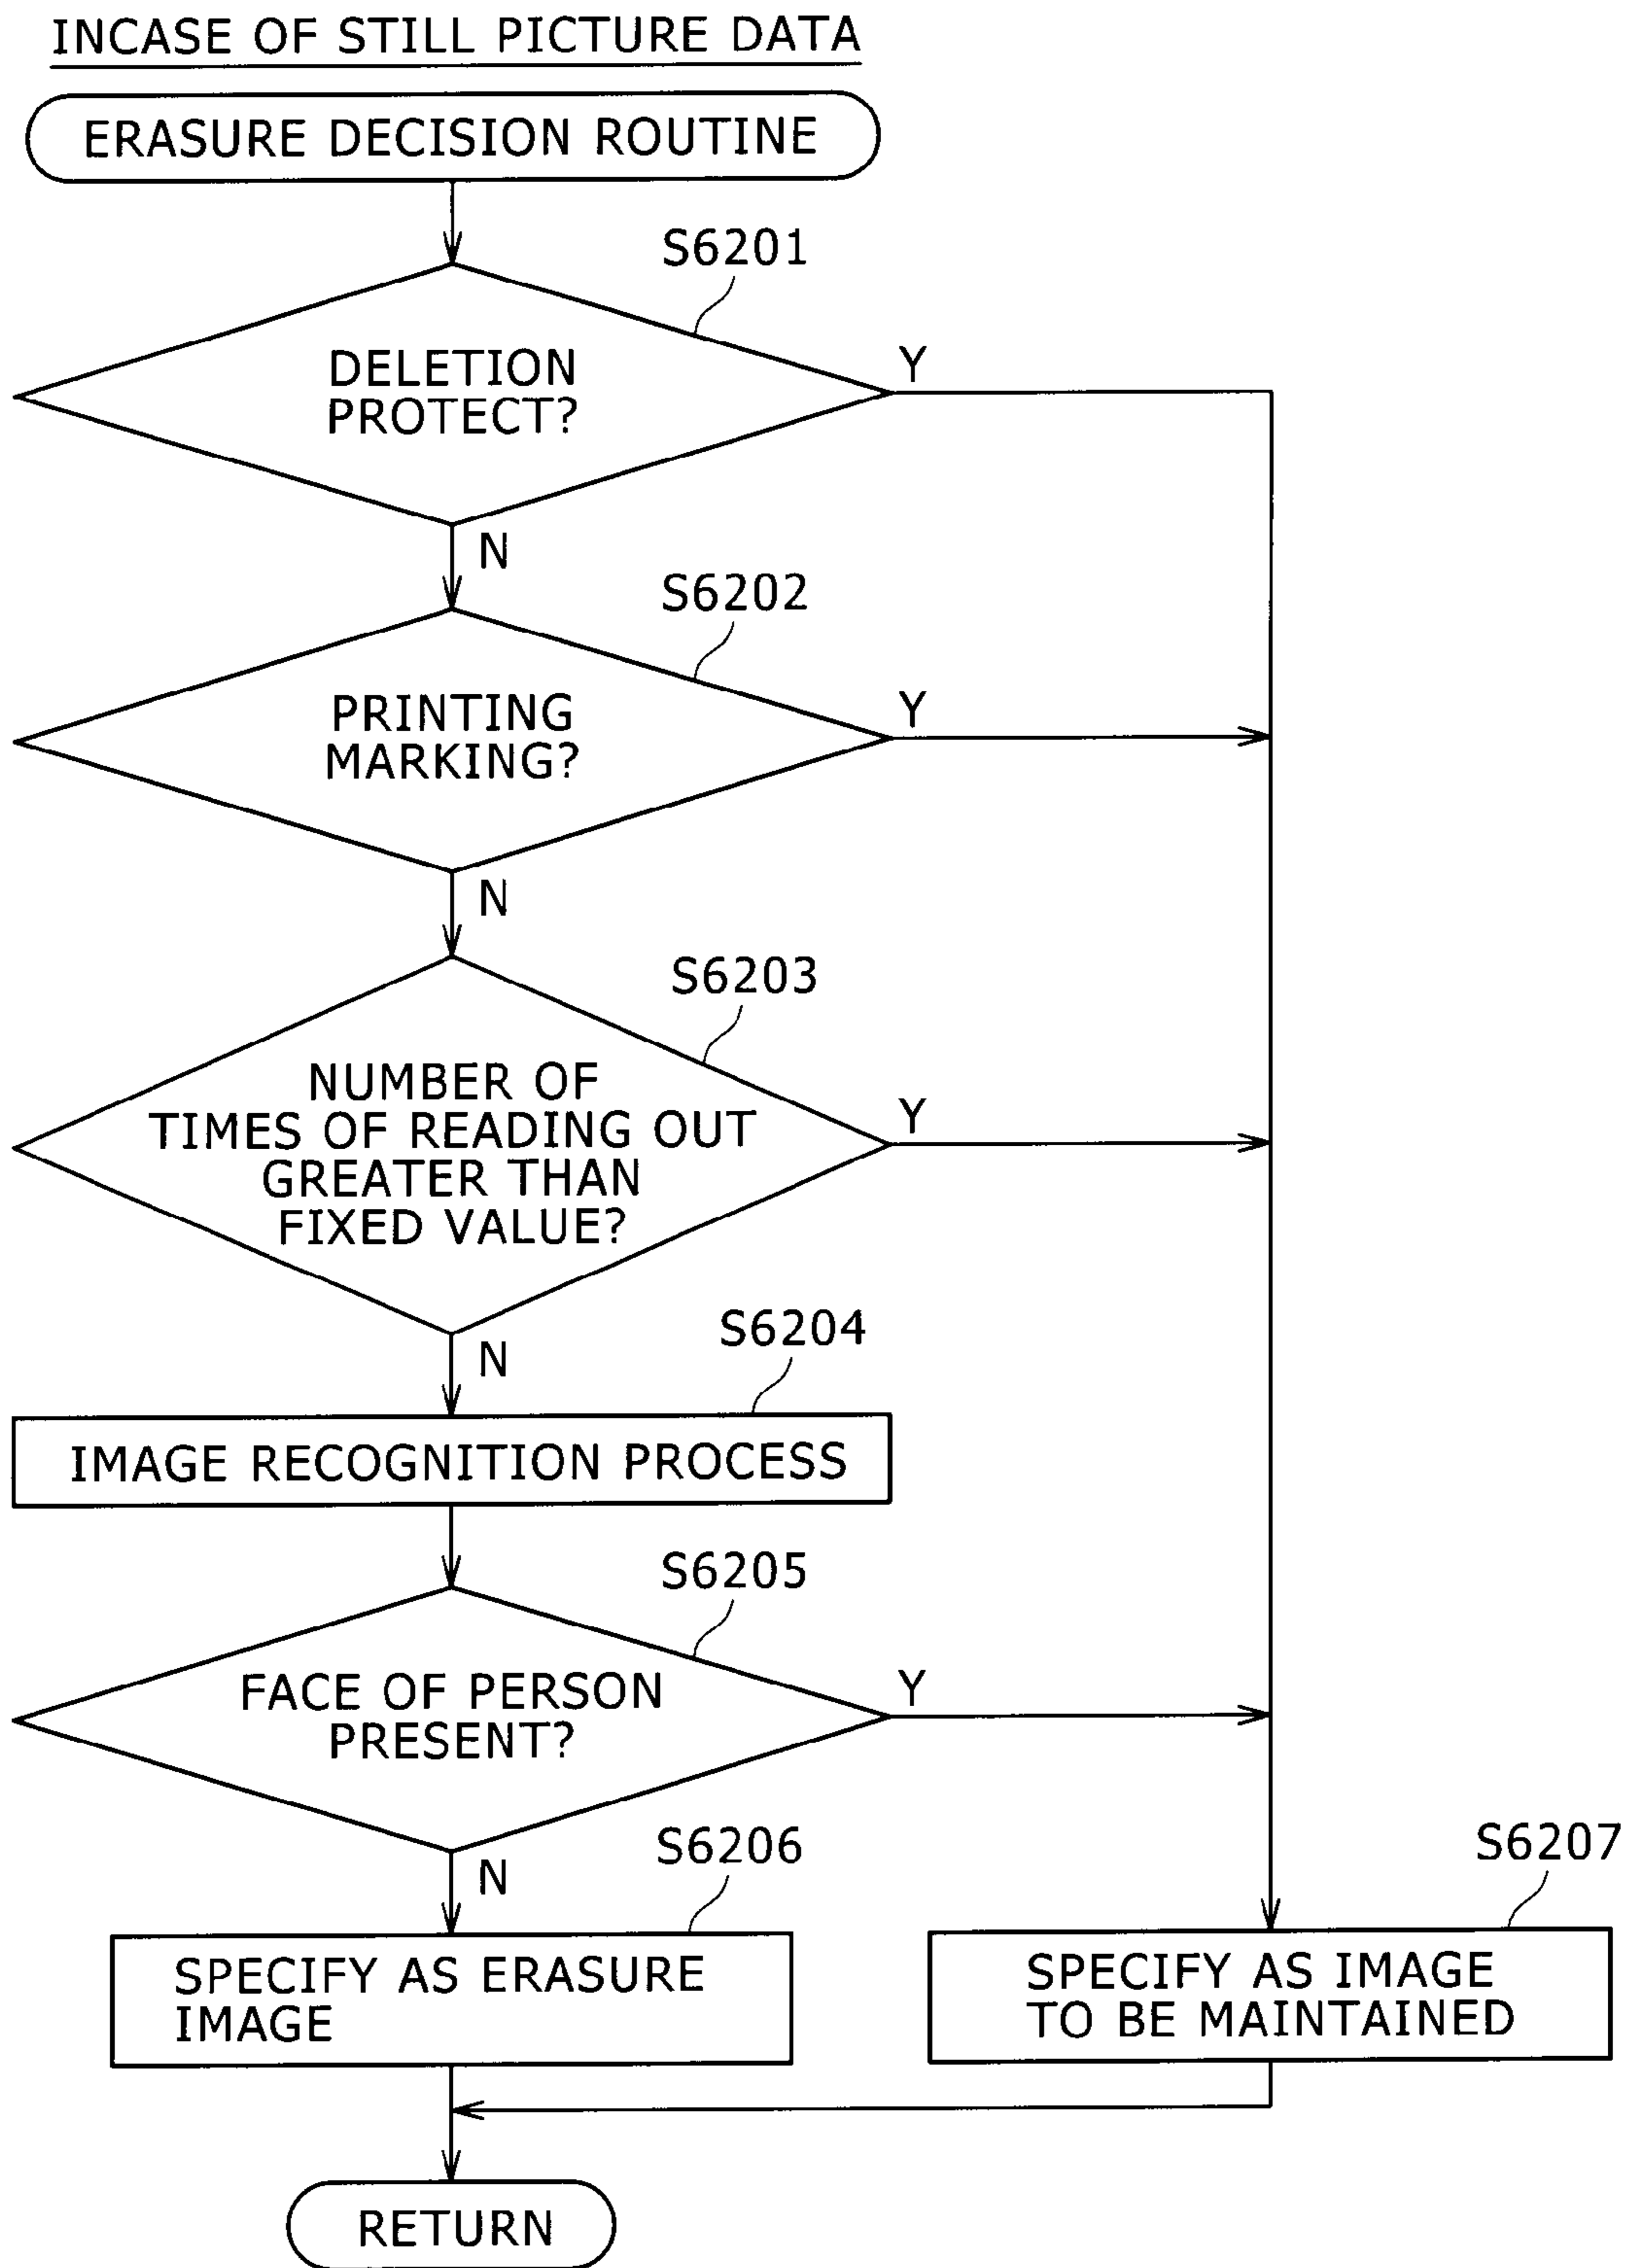 INCASE OF STILL PICTURE DATA
ERASURE DECISION ROUTINE
S6201
DELETION
PROTECT?
Y
N
S6202
PRINTING
MARKING?
Y
N
S6203
NUMBER OF
TIMES OF READING OUT
GREATER THAN
FIXED VALUE?
Y
N
S6204
IMAGE RECOGNITION PROCESS
S6205
FACE OF PERSON
PRESENT?
Y
N
S6206
SPECIFY AS ERASURE
IMAGE
S6207
SPECIFY AS IMAGE
TO BE MAINTAINED
RETURN